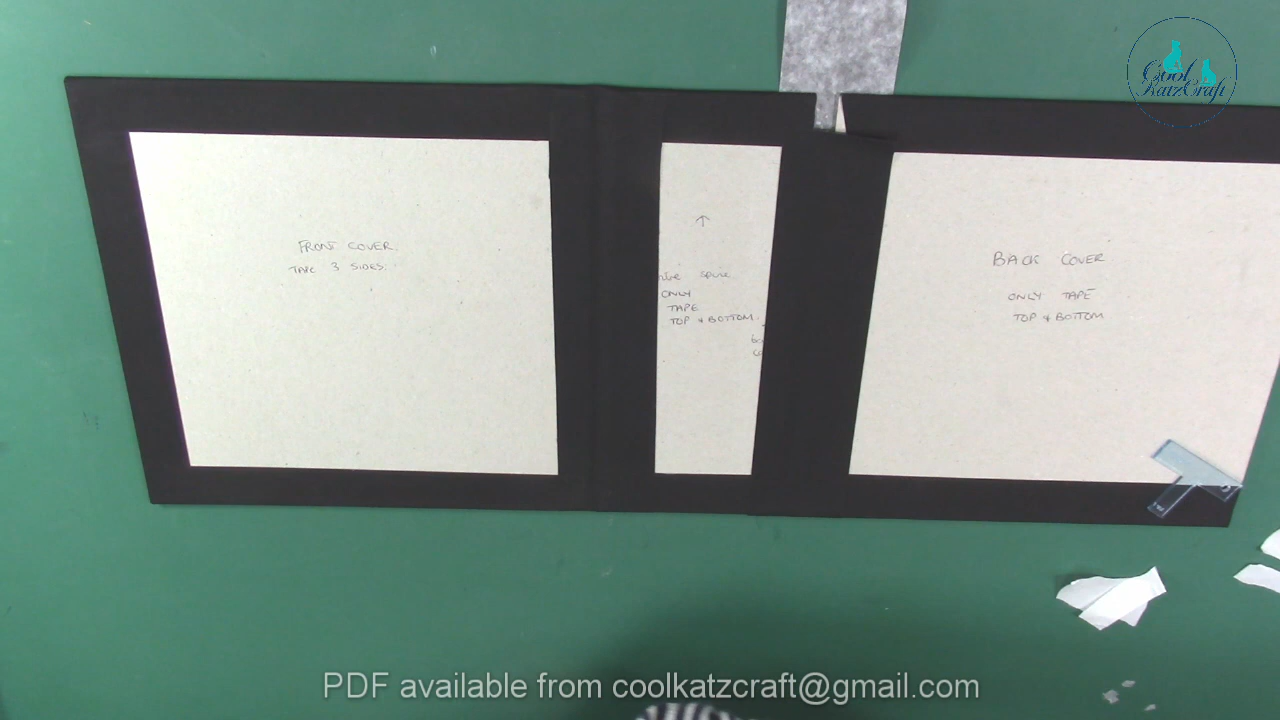 Cool
KatzCraft
FRONT COVER
TAPE 3 SIDES.
↑
spine
ONLY
TAPE
TOP & BOTTOM.
BACK COVER
ONLY TAPE
TOP & BOTTOM
PDF available from coolkatzcraft@gmail.com